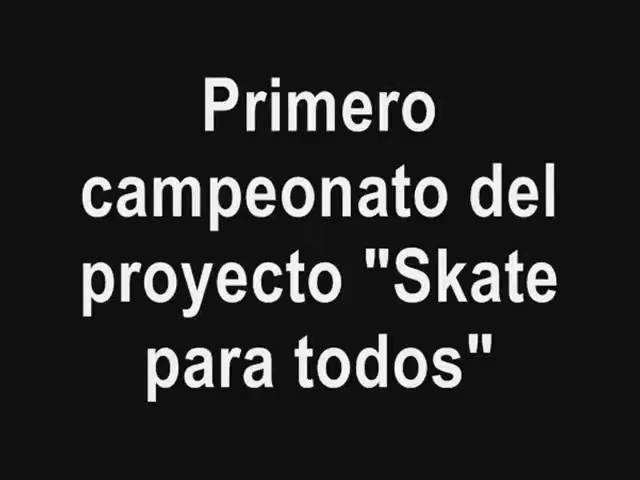 Primero
campeonato del
proyecto "Skate
para todos"